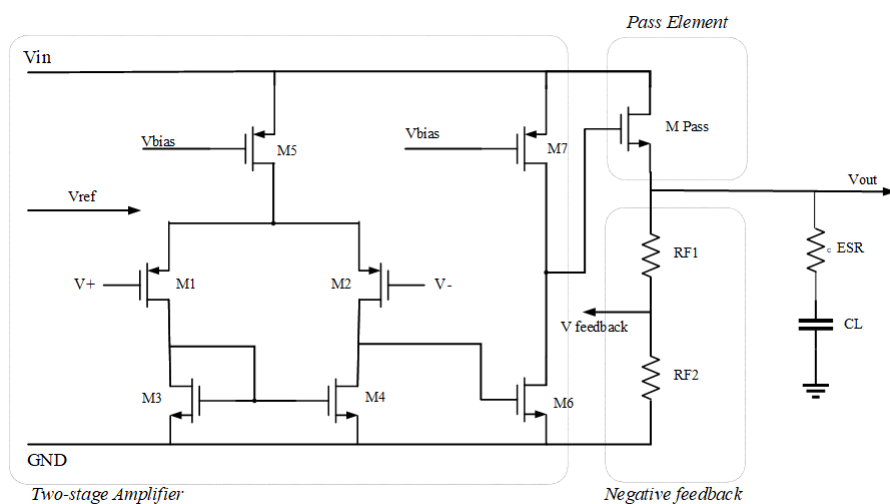 Pass Element
Vin
M Pass
Vbias
M5
Vbias
M7
Vref
Vout
V+
M1
M2
V-
RF1
c
ESR
V feedback
CL
M3
M4
M6
RF2
GND
Two-stage Amplifier
Negative feedback